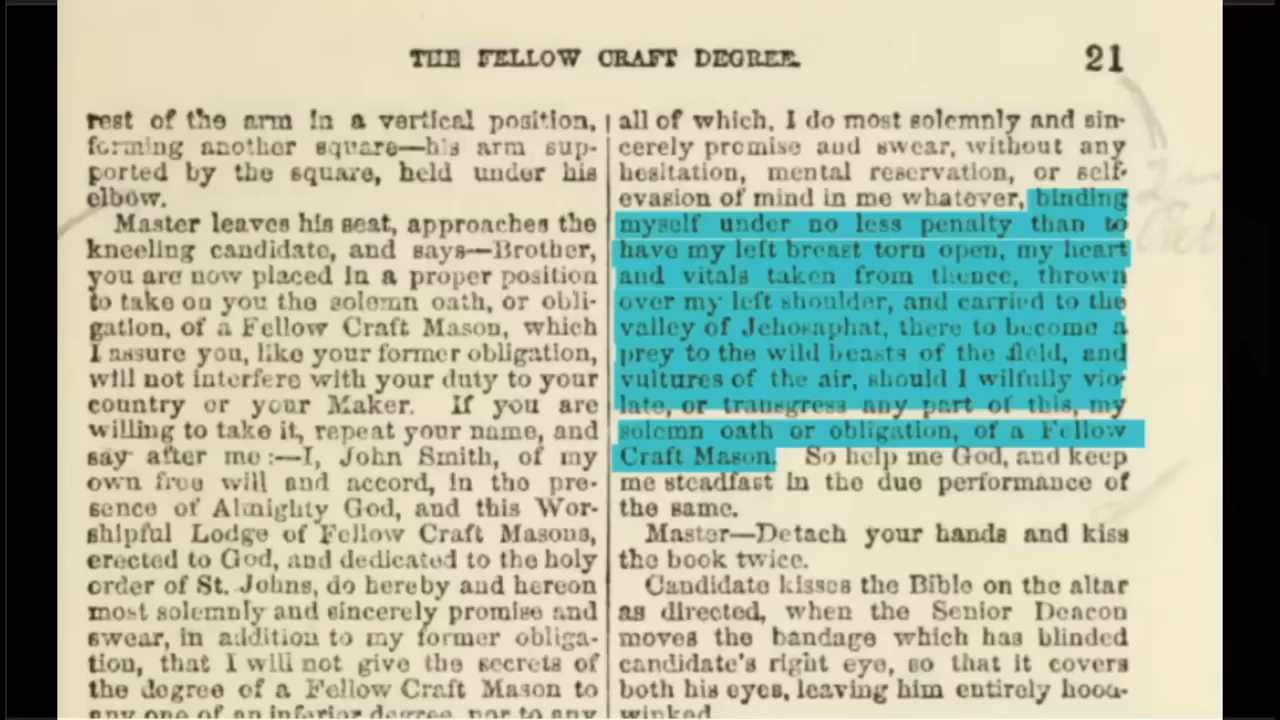 THE FELLOW CRAFT DEGREE.
21
rest of the arm in a vertical position,
forming another square—his arm sup-
ported by the square, held under his
elbow.
Master leaves his seat, approaches the
kneeling candidate, and says—Brother,
you are now placed in a proper position
to take on you the solemn oath, or obli-
gation, of a Fellow Craft Mason, which
I assure you, like your former obligation,
will not interfere with your duty to your
country or your Maker. If you are
willing to take it, repeat your name, and
say after me:—I, John Smith, of my
own free will and accord, in the pre-
sence of Almighty God, and this Wor-
shipful Lodge of Fellow Craft Masons,
erected to God, and dedicated to the holy
order of St. Johns, do hereby and hereon
most solemnly and sincerely promise and
swear, in addition to my former obliga-
tion, that I will not give the secrets of
the degree of a Fellow Craft Mason to
any one of an inferior degree, nor to any
all of which, I do most solemnly and sin-
cerely promise and swear, without any
hesitation, mental reservation, or self-
evasion of mind in me whatever, binding
myself under no less penalty than to
have my left breast torn open, my heart
and vitals taken from thence, thrown
over my left shoulder, and carried to the
valley of Jehosaphat, there to become a
prey to the wild beasts of the field, and
vultures of the air, should I wilfully vio-
late, or transgress any part of this, my
solemn oath or obligation, of a Fellow
Craft Mason. So help me God, and keep
me steadfast in the due performance of
the same.
Master—Detach your hands and kiss
the book twice.
Candidate kisses the Bible on the altar
as directed, when the Senior Deacon
moves the bandage which has blinded
candidate's right eye, so that it covers
both his eyes, leaving him entirely hood-
winked.